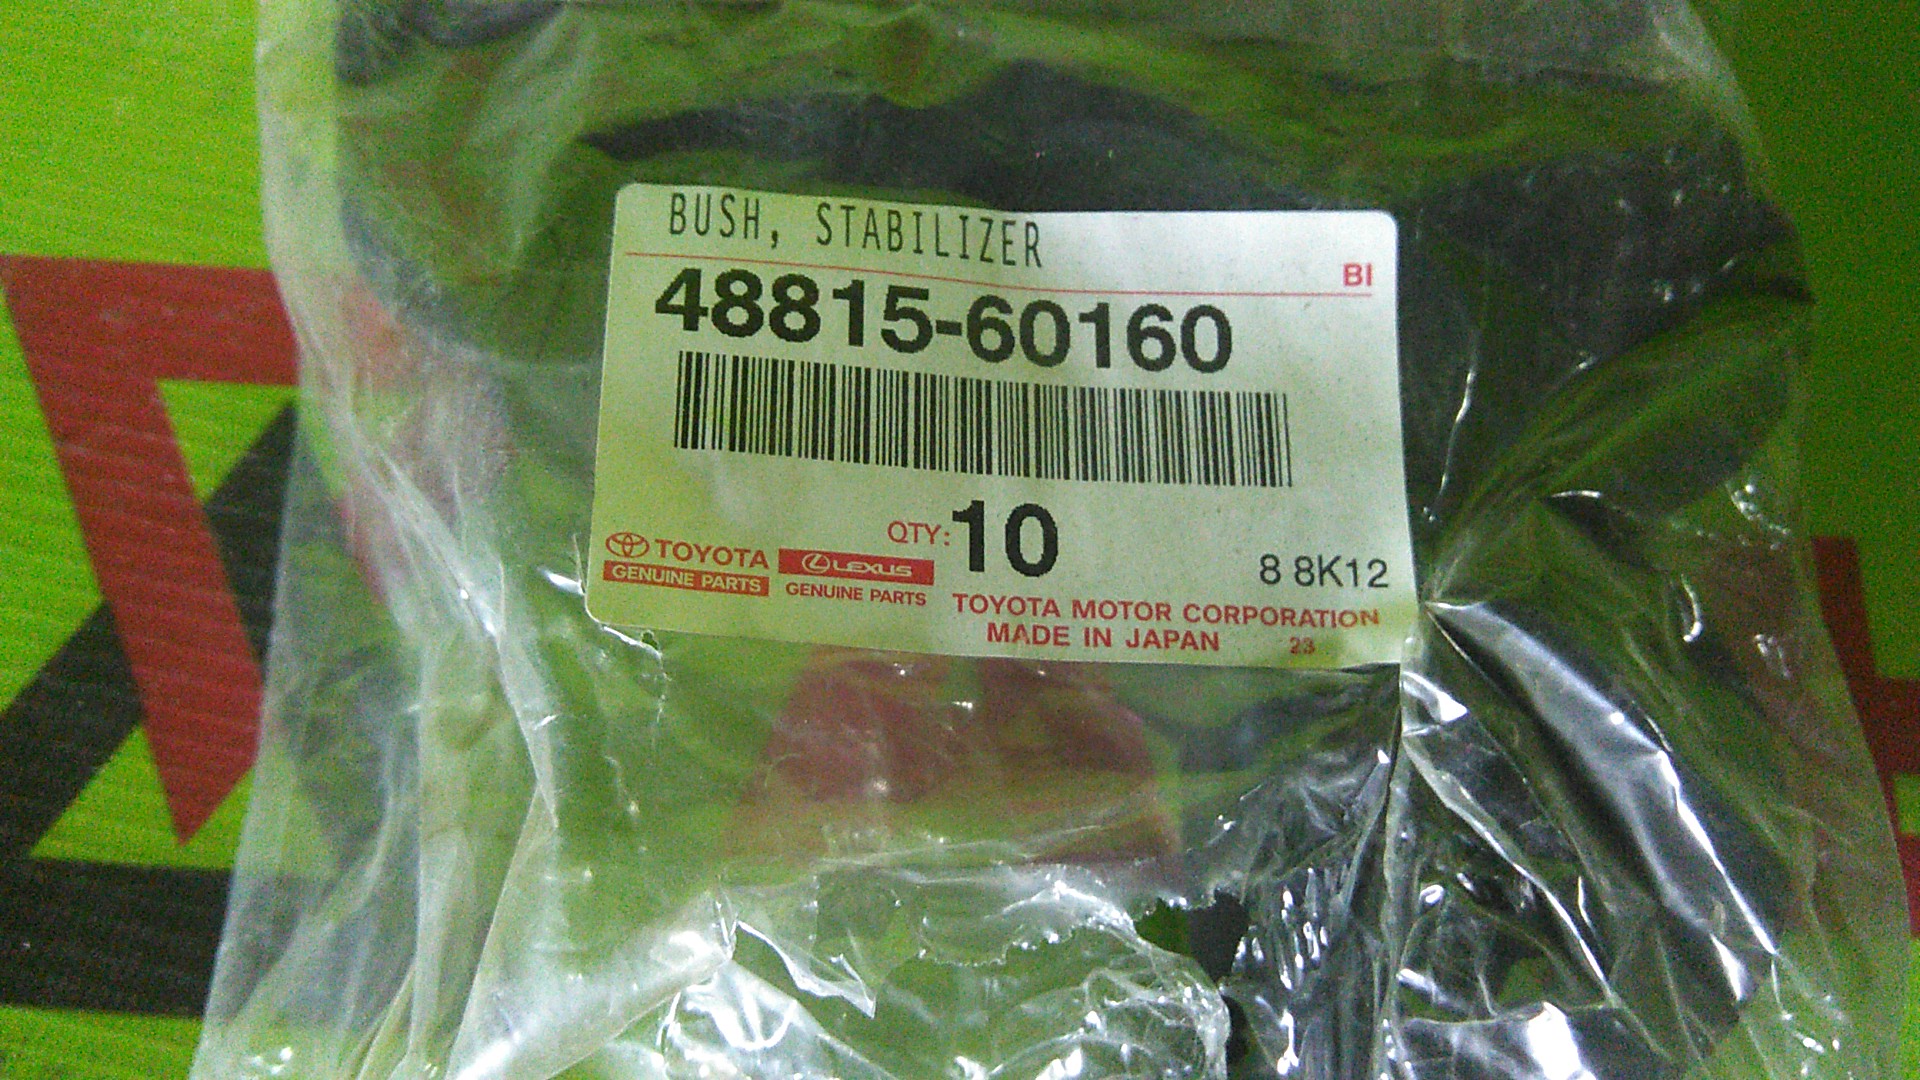 BUSH, STABILIZER
BI
48815-60160
QTY: 10
8 8K12
TOYOTA LEXUS
GENUINE PARTS GENUINE PARTS
TOYOTA MOTOR CORPORATION
MADE IN JAPAN 23